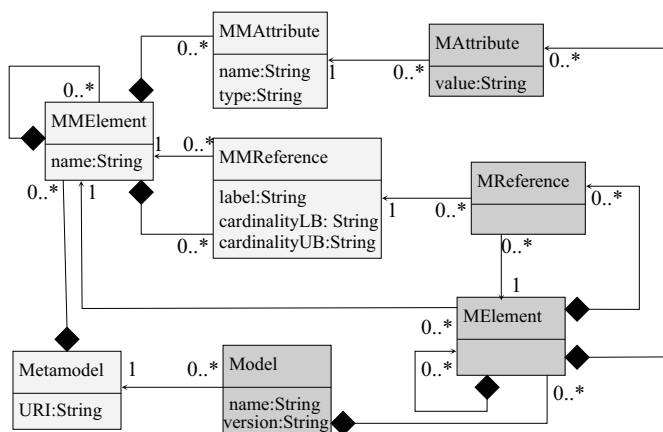 MMAttribute
name:String
type:String
0..*
1
0..*
MAttribute
value:String
0..*
0..*
MMElement
name:String
0..*
1
1
0..*
0..*
MMReference
label:String
cardinalityLB: String
cardinalityUB:String
1
0..*
MReference
0..*
0..*
1
MElement
0..*
0..*
0..*
Metamodel
URI:String
1
0..*
Model
name:String
version:String